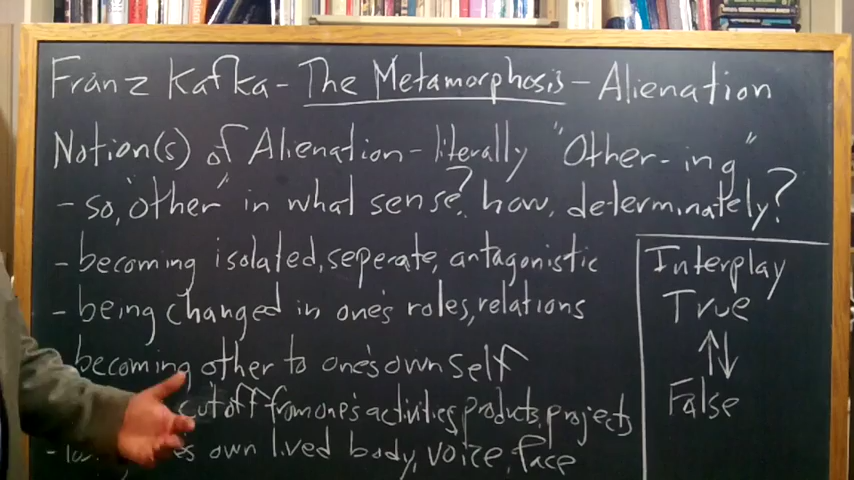 Franz Kafka - The Metamorphosis - Alienation
Notion(s) of Alienation - literally "Other-ing"
- so, "other" in what sense? how, determinately?
- becoming isolated, seperate, antagonistic
- being changed in one's roles, relations
becoming other to one's own self
cut off from one's activities, products, projects
- own lived body, voice, face
Interplay
True
False